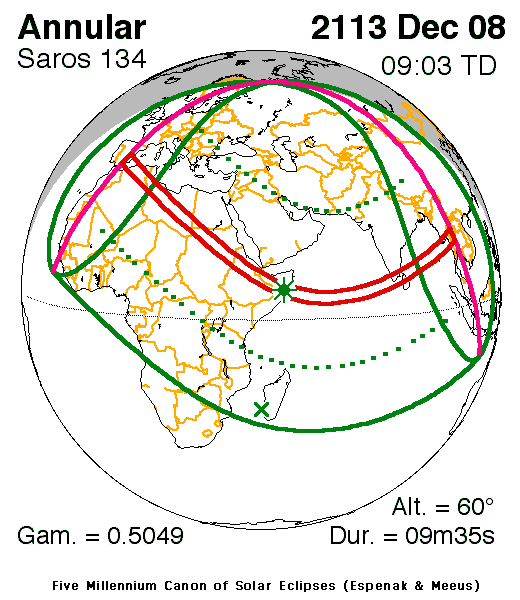 Annular
2113 Dec 08
Saros 134
09:03 TD
Alt. = 60°
Gam. = 0.5049
Dur. = 09m35s
Five Millennium Canon of Solar Eclipses (Espenak & Meeus)